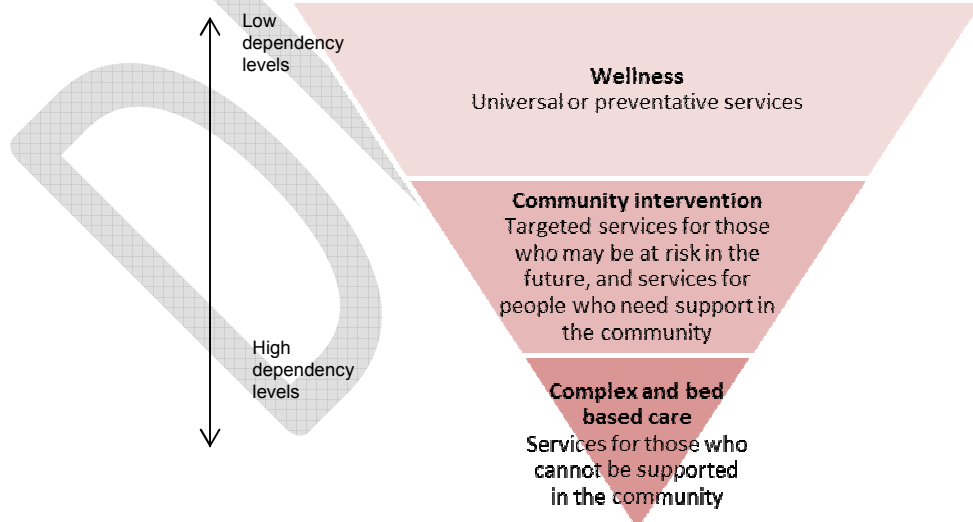 Low
dependency
levels
Wellness
Universal or preventative services
Community intervention
Targeted services for those
who may be at risk in the
future, and services for
people who need support in
the community
High
dependency
levels
Complex and bed
based care
Services for those who
cannot be supported
in the community